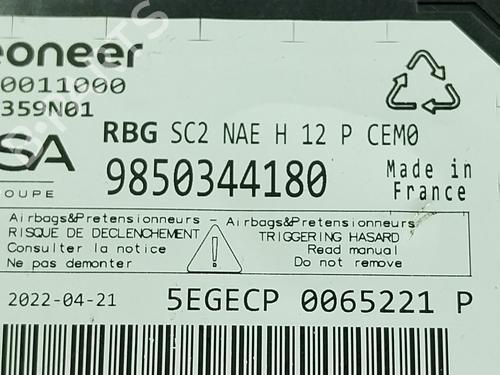 eoneer
0011000
359N01
RBG SC2 NAE H 12 P CEM0
SA
OUPE
9850344180
Made in
France
Airbags&Pretensionneurs - Airbags&Pretensionneurs
RISQUE DE DECLENCHEMENT
Consulter la notice
Ne pas demonter
!
TRIGGERING HASARD
Read manual
Do not remove
2022-04-21
5EGECP 0065221 P